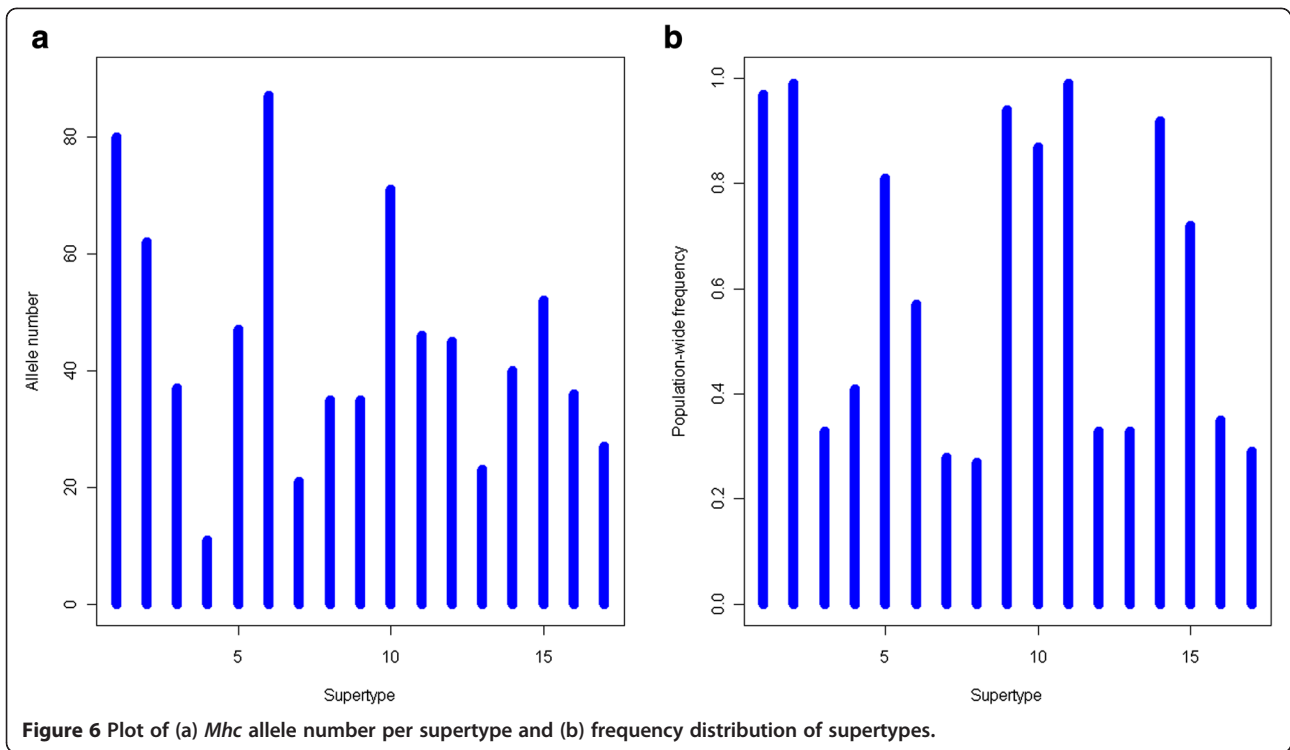 a
b
80
60
40
20
0
Allele number
5
10
15
Supertype
1.0
0.8
0.6
0.4
0.2
0.0
Population-wide frequency
5
10
15
Supertype
Figure 6 Plot of (a) Mhc allele number per supertype and (b) frequency distribution of supertypes.